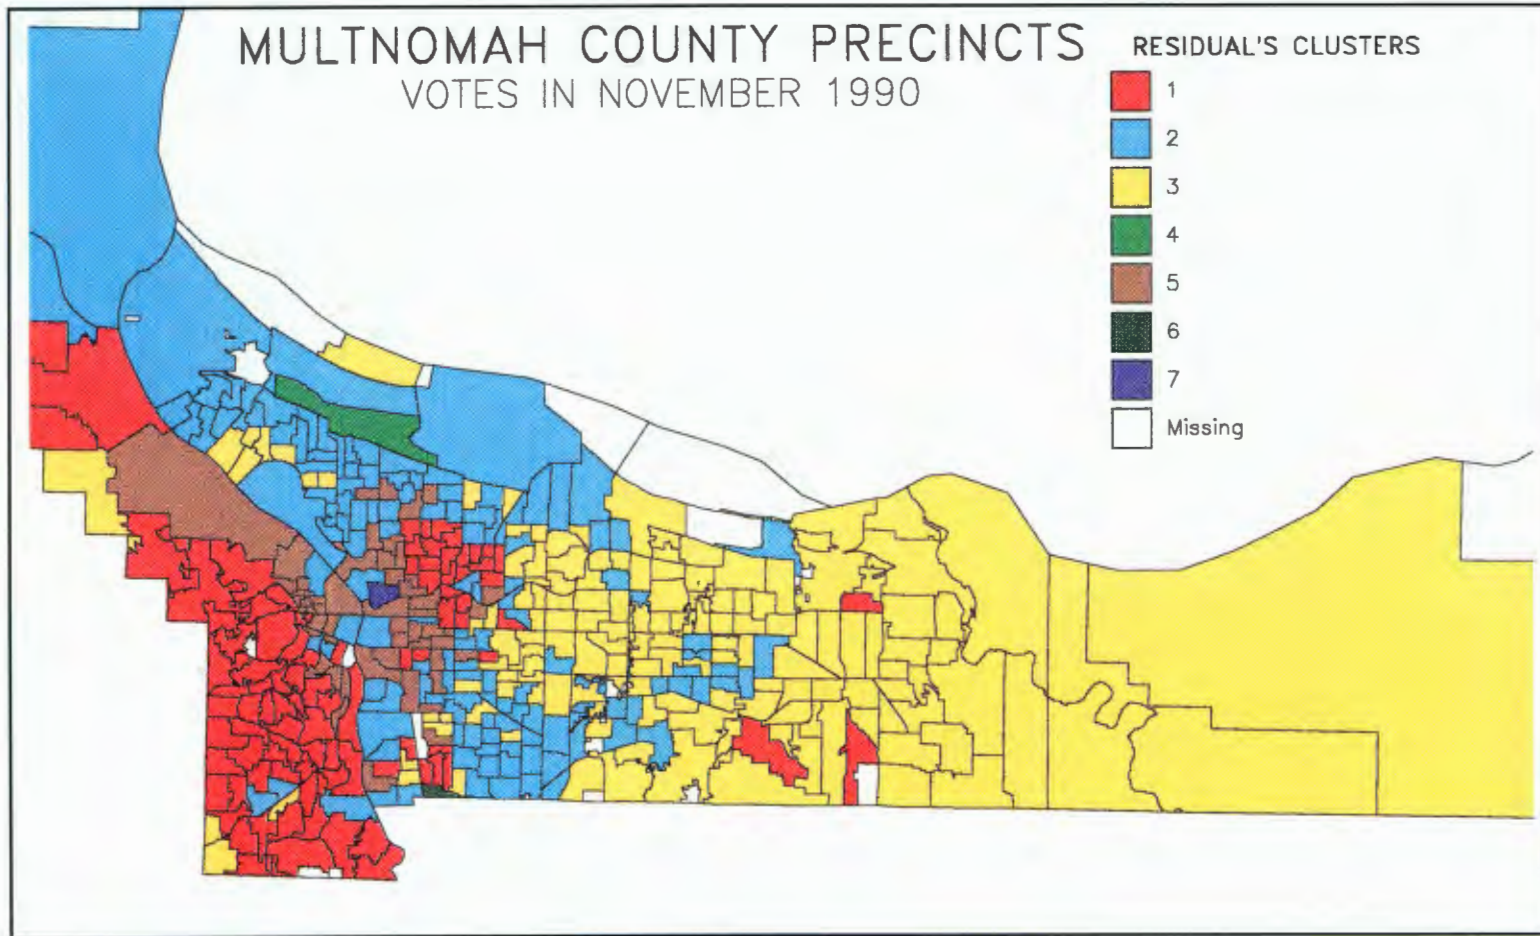 MULTNOMAH COUNTY PRECINCTS
VOTES IN NOVEMBER 1990
RESIDUAL'S CLUSTERS
1
2
3
4
5
6
7
Missing